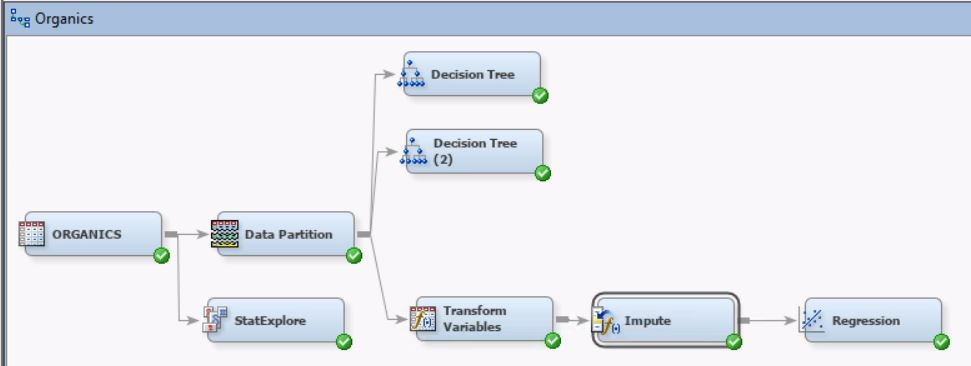 Organics
Decision Tree
Decision Tree
(2)
ORGANICS
Data Partition
StatExplore
Transform
Variables
Impute
Regression